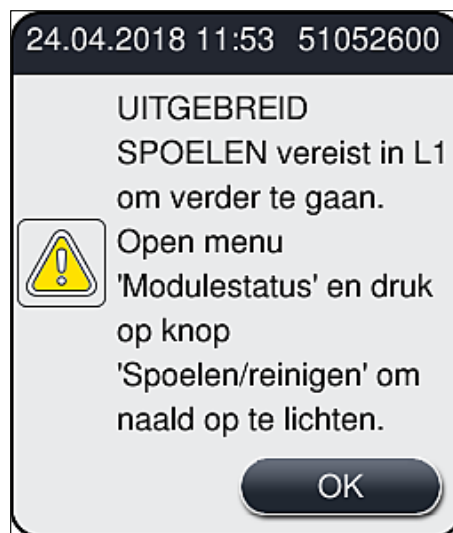 24.04.2018 11:53 51052600
UITGEBREID
SPOELEN vereist in L1
om verder te gaan.
Open menu
'Modulestatus' en druk
op knop
'Spoelen/reinigen' om
naald op te lichten.
OK